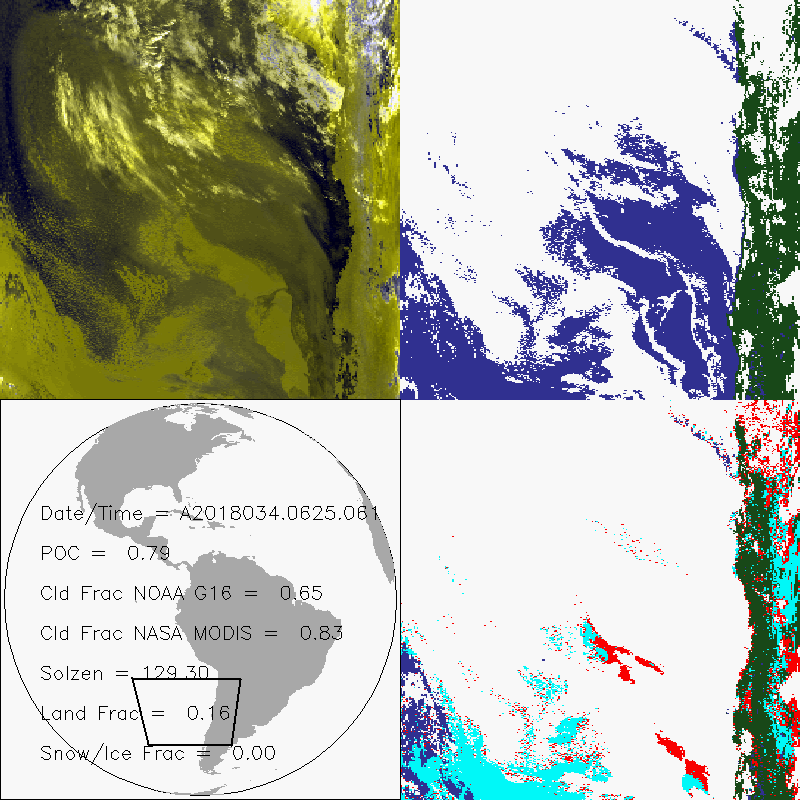 Date/Time = A2018034.0625.061
POC = 0.79
Cld Frac NOAA G16 = 0.65
Cld Frac NASA MODIS = 0.83
Solzen = 129.30
Land Frac = 0.16
Snow/Ice Frac = 0.00